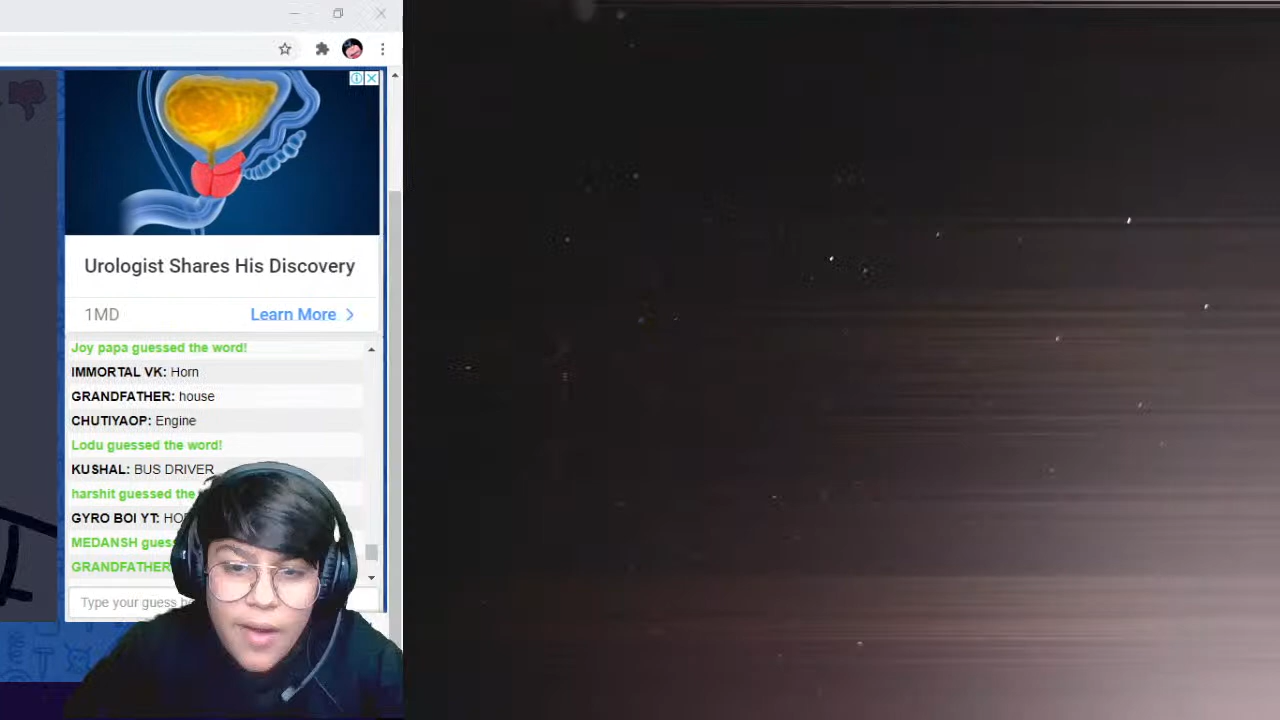 Urologist Shares His Discovery
1MD
Learn More
Joy papa guessed the word!
IMMORTAL VK: Horn
GRANDFATHER: house
CHUTIYAOP: Engine
Lodu guessed the word!
KUSHAL: BUS DRIVER
harshit guessed the
GYRO BOI YT:
MEDANSH
GRANDFATHER
Type your guess